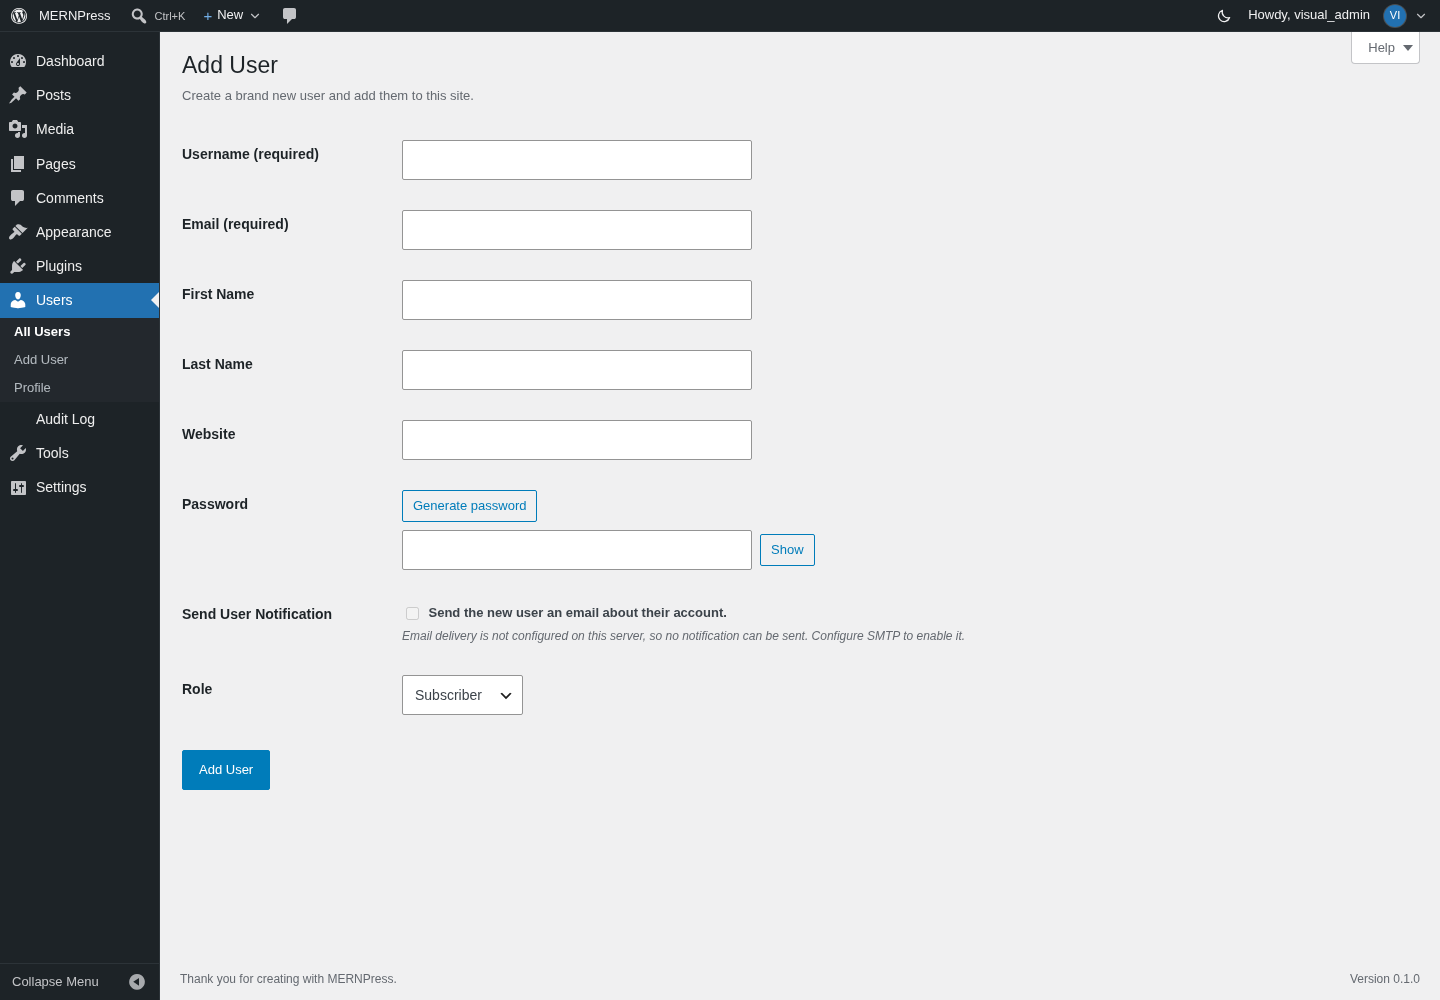 MERNPress Ctrl+K + New Howdy, visual_admin VI
Help
Dashboard
Posts
Media
Pages
Comments
Appearance
Plugins
Users
All Users
Add User
Profile
Audit Log
Tools
Settings
Collapse Menu
Add User
Create a brand new user and add them to this site.
Username (required)
Email (required)
First Name
Last Name
Website
Password
Generate password
Show
Send User Notification
Send the new user an email about their account.
Email delivery is not configured on this server, so no notification can be sent. Configure SMTP to enable it.
Role
Subscriber
Add User
Thank you for creating with MERNPress.
Version 0.1.0